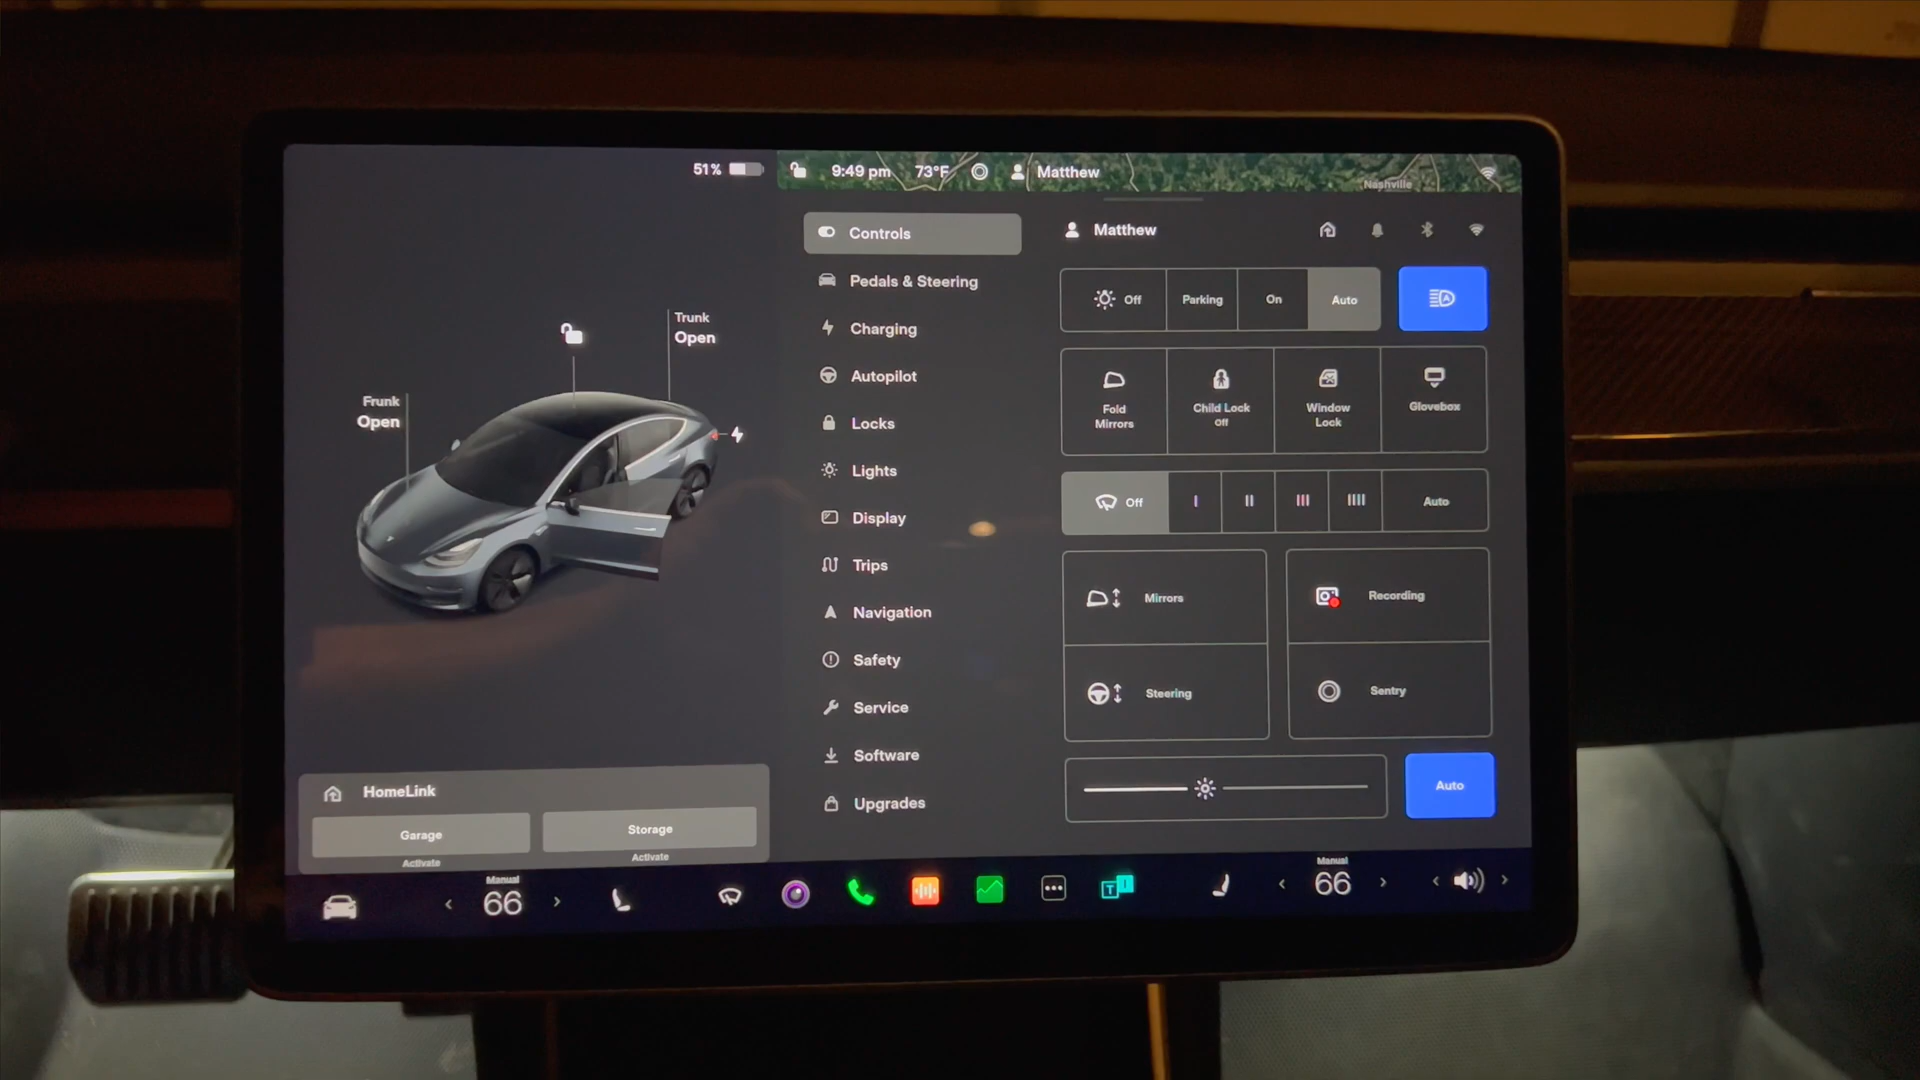 51%
9:49 pm
73°F
Matthew
Nashville
Trunk
Open
Frunk
Open
HomeLink
Garage
Activate
Storage
Activate
Controls
Pedals & Steering
Charging
Autopilot
Locks
Lights
Display
Trips
Navigation
Safety
Service
Software
Upgrades
Matthew
Off
Parking
On
Auto
A
Fold
Mirrors
Child Lock
Off
Window
Lock
Glovebox
Off
I
II
III
IIII
Auto
Mirrors
Recording
Steering
Sentry
Auto
Manual
66
T
Manual
66